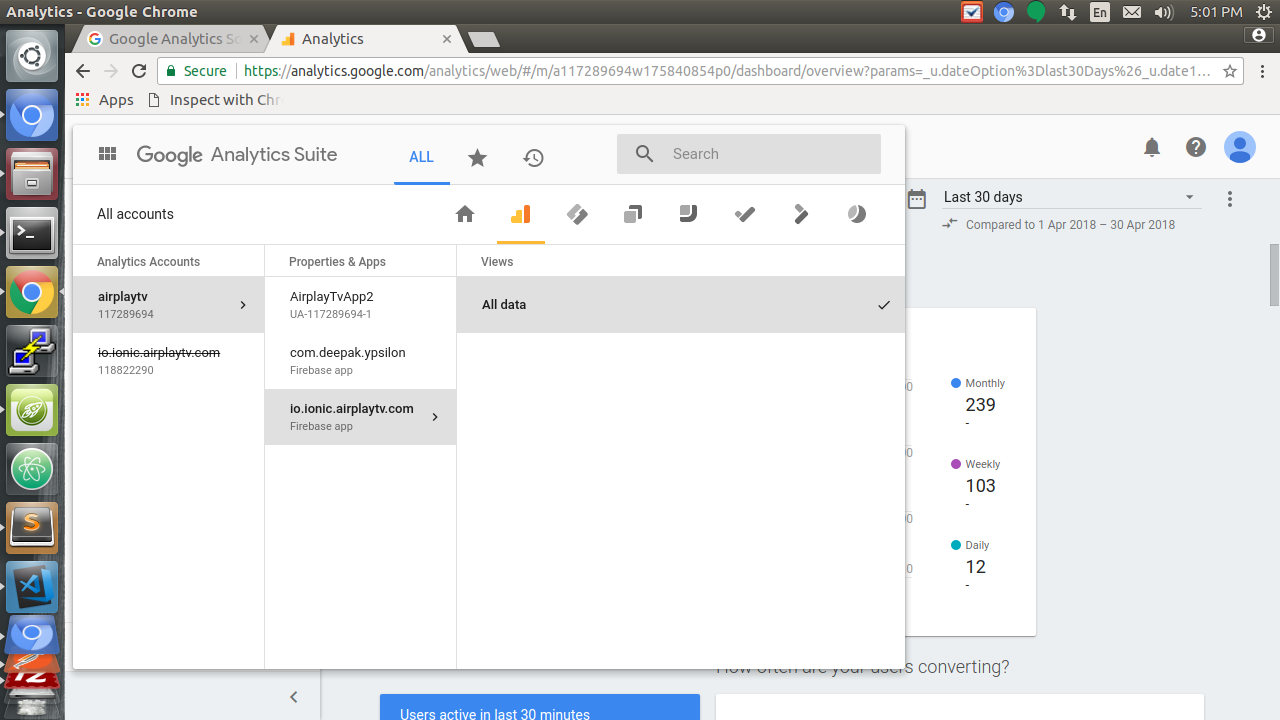 Analytics - Google Chrome
En
5:01 PM
Google Analytics
Analytics
Secure
https://analytics.google.com/analytics/web/#/m/a117289694w175840854p0/dashboard/overview?params=_u.dateOption%3Dlast30Days%26_u.date1...
Apps
Inspect with Chr
Google Analytics Suite
ALL
Search
All accounts
Last 30 days
Compared to 1 Apr 2018 – 30 Apr 2018
Analytics Accounts
Properties & Apps
Views
airplaytv
117289694
AirplayTvApp2
UA-117289694-1
All data
io.ionic.airplaytv.com
118822290
com.deepak.ypsilon
Firebase app
io.ionic.airplaytv.com
Firebase app
Monthly
239
-
Weekly
103
-
Daily
12
-
How often are your users converting?
Users active in last 30 minutes